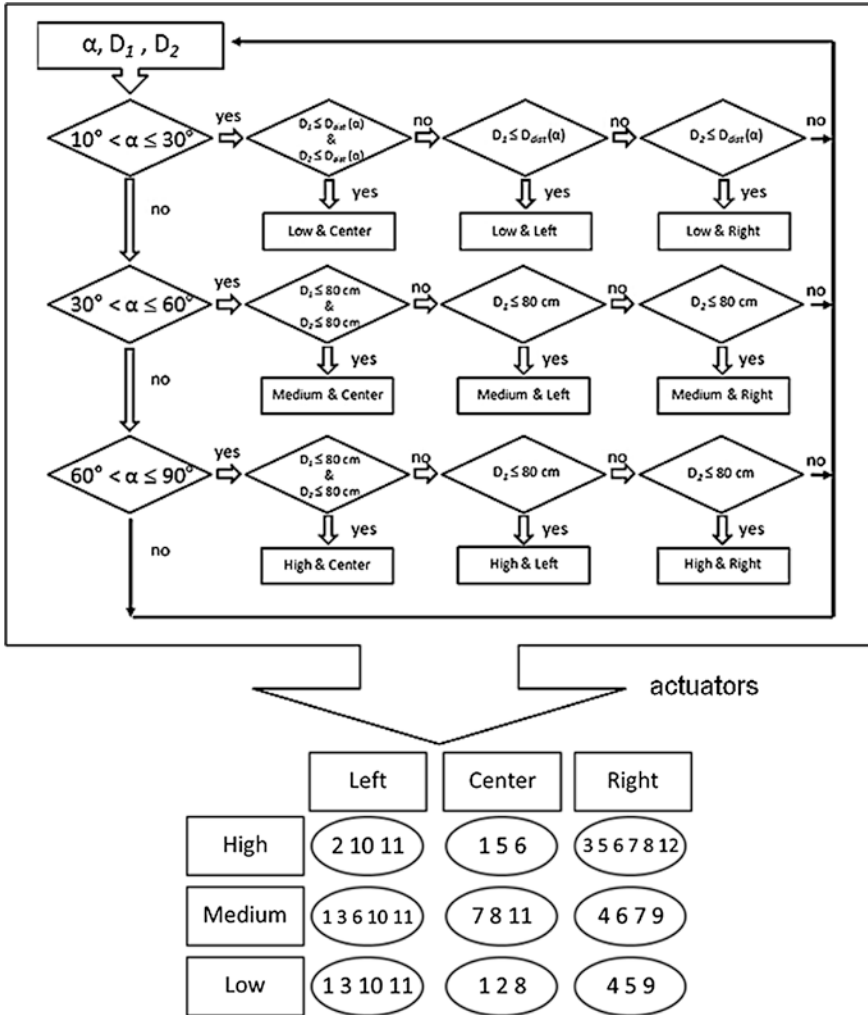 α, D1 , D2
10° < α ≤ 30°
yes
D1 ≤ Ddist(α)
&
D2 ≤ Ddist(α)
no
D1 ≤ Ddist(α)
no
D2 ≤ Ddist(α)
no
no
yes
yes
yes
Low & Center
Low & Left
Low & Right
30° < α ≤ 60°
yes
D1 ≤ 80 cm
&
D2 ≤ 80 cm
no
D1 ≤ 80 cm
no
D2 ≤ 80 cm
no
no
yes
yes
yes
Medium & Center
Medium & Left
Medium & Right
60° < α ≤ 90°
yes
D1 ≤ 80 cm
&
D2 ≤ 80 cm
no
D1 ≤ 80 cm
no
D2 ≤ 80 cm
no
no
yes
yes
yes
High & Center
High & Left
High & Right
actuators
Left
Center
Right
High
2 10 11
1 5 6
3 5 6 7 8 12
Medium
1 3 6 10 11
7 8 11
4 6 7 9
Low
1 3 10 11
1 2 8
4 5 9